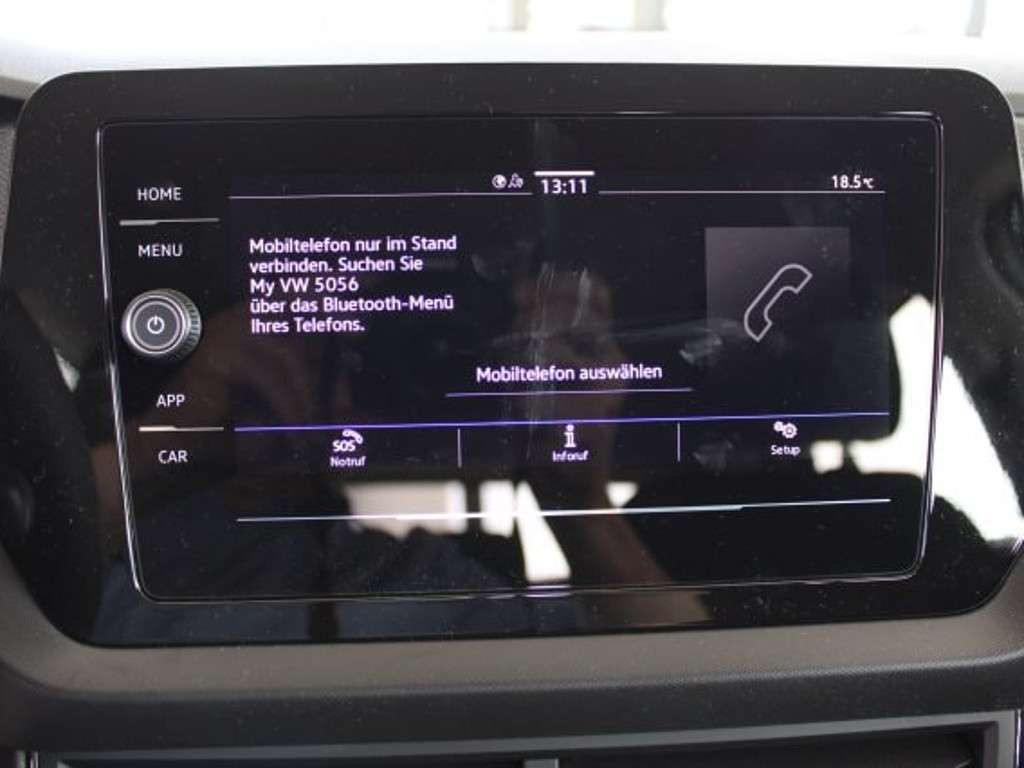 HOME
MENU
APP
CAR
13:11
18.5°C
Mobiltelefon nur im Stand
verbinden. Suchen Sie
My VW 5056
über das Bluetooth-Menü
Ihres Telefons.
Mobiltelefon auswählen
SOS
Notruf
i
Inforuf
Setup